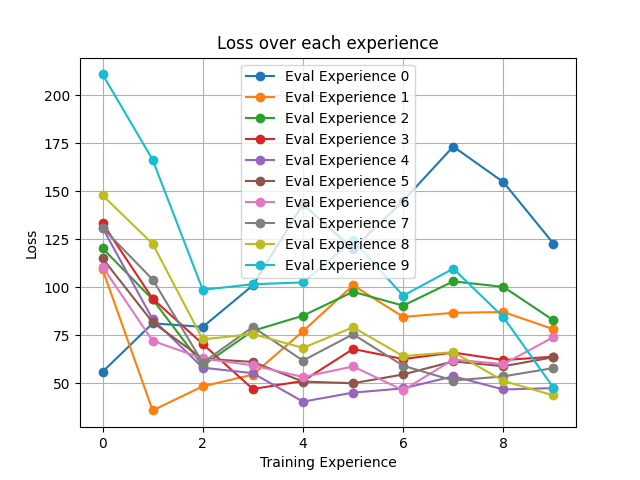 Loss over each experience
Loss
200
175
150
125
100
75
50
Eval Experience 0
Eval Experience 1
Eval Experience 2
Eval Experience 3
Eval Experience 4
Eval Experience 5
Eval Experience 6
Eval Experience 7
Eval Experience 8
Eval Experience 9
0 2 4 6 8
Training Experience